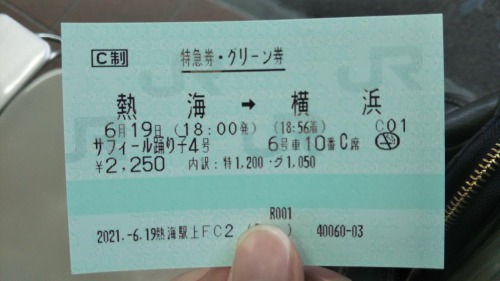 C制
特急券・グリーン券
熱海 → 横浜
6月19日 (18:00発) (18:56着) C01
サフィール踊り子4号 6号車10番C席
¥2,250 内訳:特1,200・グ1,050
R001
2021.-6.19熱海駅上FC2 ( ) 40060-03